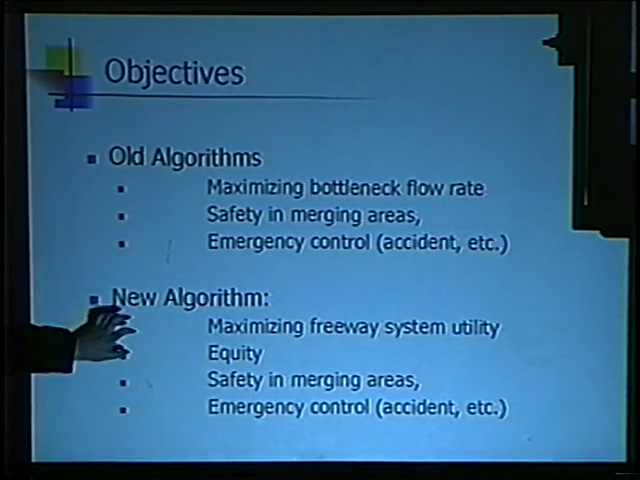 Objectives
Old Algorithms
Maximizing bottleneck flow rate
Safety in merging areas,
Emergency control (accident, etc.)
New Algorithm:
Maximizing freeway system utility
Equity
Safety in merging areas,
Emergency control (accident, etc.)